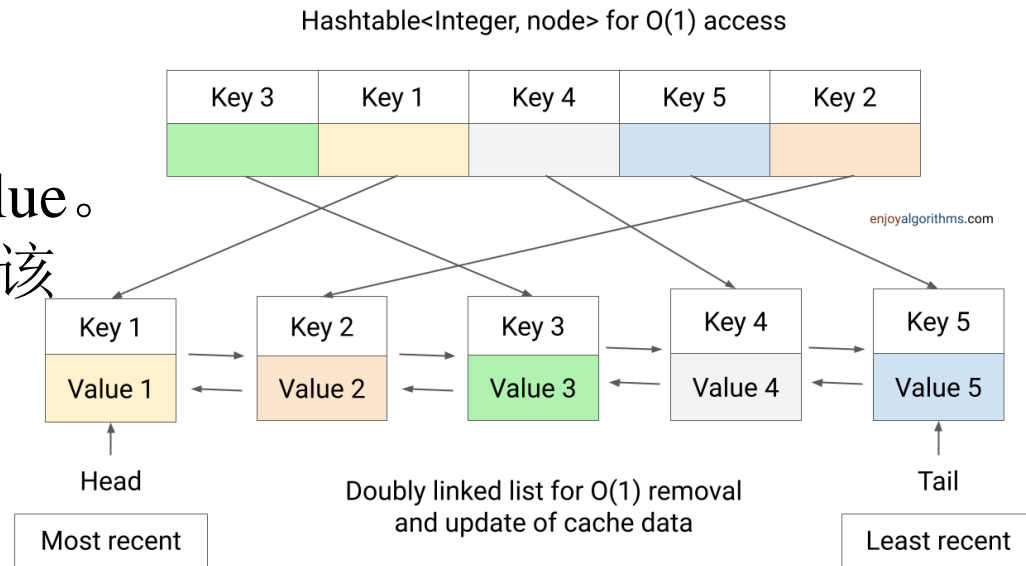 Hashtable<Integer, node> for O(1) access
Key 3 Key 1 Key 4 Key 5 Key 2
lue。
该
enjoyalgorithms.com
Key 1 Key 2 Key 3 Key 4 Key 5
Value 1 Value 2 Value 3 Value 4 Value 5
Head Tail
Doubly linked list for O(1) removal
and update of cache data
Most recent Least recent